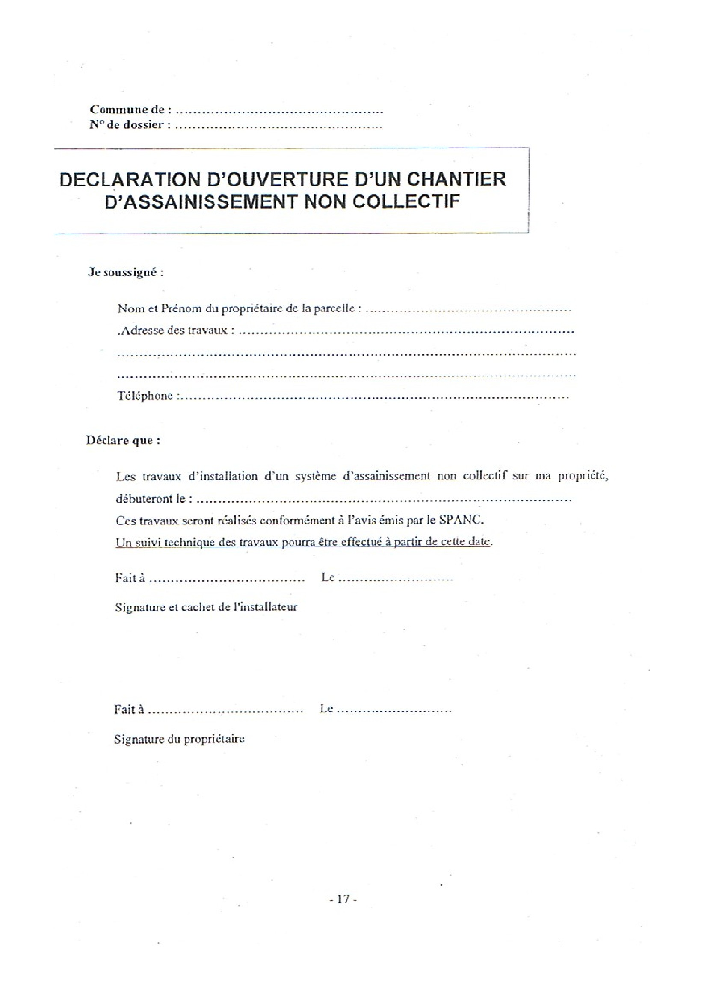 Commune de : ................................................
N° de dossier : ................................................
DECLARATION D'OUVERTURE D'UN CHANTIER
D'ASSAINISSEMENT NON COLLECTIF
Je soussigné :
Nom et Prénom du propriétaire de la parcelle : ................................................
.Adresse des travaux : ................................................................................
............................................................................................................
............................................................................................................
Téléphone :...........................................................................................
Déclare que :
Les travaux d'installation d'un système d'assainissement non collectif sur ma propriété,
débuteront le : ........................................................................................
Ces travaux seront réalisés conformément à l'avis émis par le SPANC.
Un suivi technique des travaux pourra être effectué à partir de cette date.
Fait à .................................... Le ...........................
Signature et cachet de l'installateur
Fait à .................................... Le ...........................
Signature du propriétaire
- 17 -